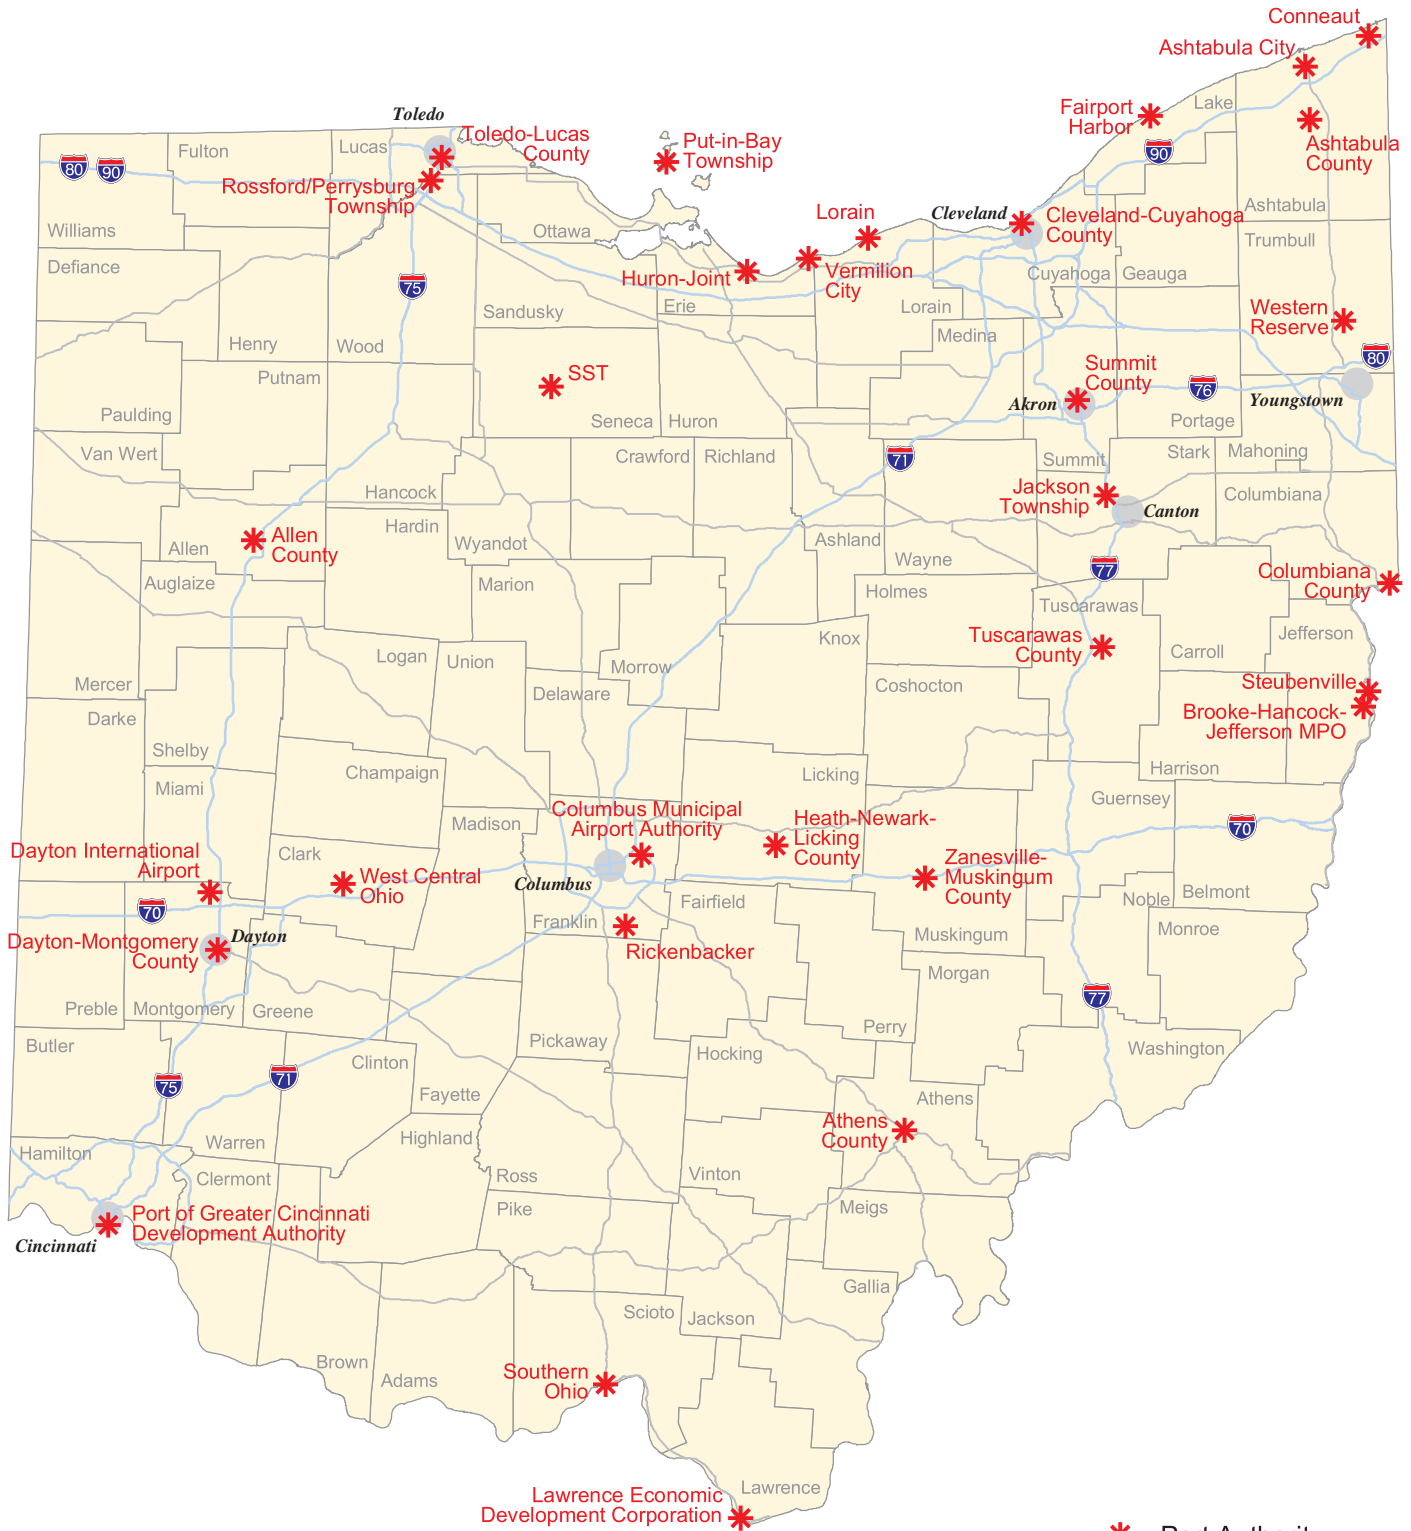 Conneaut
Ashtabula City
Lake
Fairport
Harbor
90
Ashtabula
County
Toledo
Toledo-Lucas
County
Put-in-Bay
Township
Fulton
Lucas
80
90
Rossford/Perrysburg
Township
Williams
Ottawa
Lorain
Cleveland
Cleveland-Cuyahoga
County
Ashtabula
Trumbull
Defiance
75
Huron-Joint
Vermilion
City
Cuyahoga
Geauga
Erie
Lorain
Sandusky
Western
Reserve
Medina
Henry
Wood
80
Putnam
SST
Summit
County
76
Akron
Youngstown
Paulding
Seneca
Huron
Portage
Van Wert
Crawford
Richland
71
Summit
Stark
Mahoning
Hancock
Jackson
Township
Columbiana
Canton
Hardin
Allen
County
Allen
Wyandot
Ashland
Wayne
77
Columbiana
County
Auglaize
Marion
Holmes
Tuscarawas
Knox
Tuscarawas
County
Jefferson
Logan
Union
Morrow
Carroll
Mercer
Delaware
Coshocton
Steubenville
Brooke-Hancock-
Jefferson MPO
Darke
Shelby
Champaign
Licking
Harrison
Miami
Guernsey
Madison
Columbus Municipal
Airport Authority
Heath-Newark-
Licking
County
70
Dayton International
Airport
Clark
West Central
Ohio
Columbus
Zanesville-
Muskingum
County
Noble
Belmont
70
Fairfield
Franklin
Rickenbacker
Muskingum
Monroe
Dayton
Dayton-Montgomery
County
Morgan
77
Preble
Montgomery
Greene
Perry
Butler
Pickaway
Hocking
Washington
Clinton
75
71
Fayette
Athens
Athens
County
Hamilton
Warren
Highland
Clermont
Ross
Vinton
Port of Greater Cincinnati
Development Authority
Pike
Meigs
Cincinnati
Gallia
Scioto
Jackson
Brown
Adams
Southern
Ohio
Lawrence
Lawrence Economic
Development Corporation